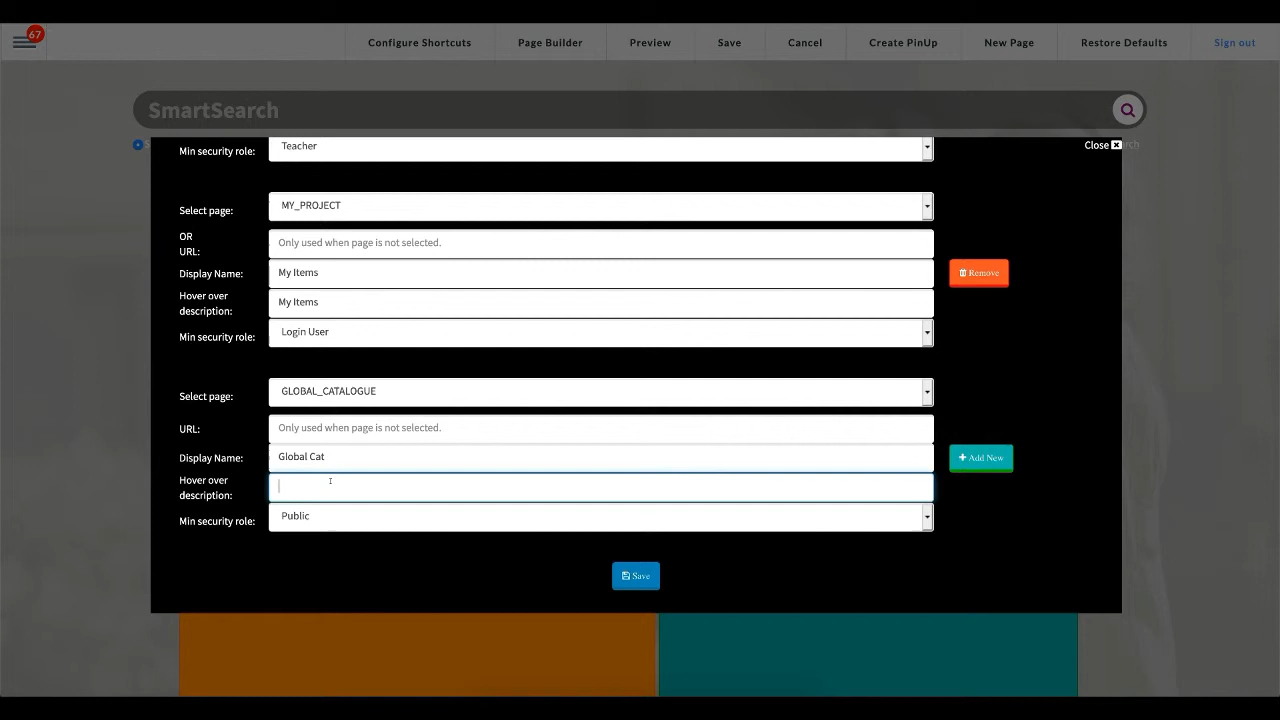 67
Configure Shortcuts
Page Builder
Preview
Save
Cancel
Create PinUp
New Page
Restore Defaults
Sign out
SmartSearch
Close
Min security role:
Teacher
Select page:
MY_PROJECT
OR
URL:
Only used when page is not selected.
Display Name:
My Items
Remove
Hover over
description:
My Items
Min security role:
Login User
Select page:
GLOBAL_CATALOGUE
URL:
Only used when page is not selected.
Display Name:
Global Cat
Add New
Hover over
description:
Min security role:
Public
Save